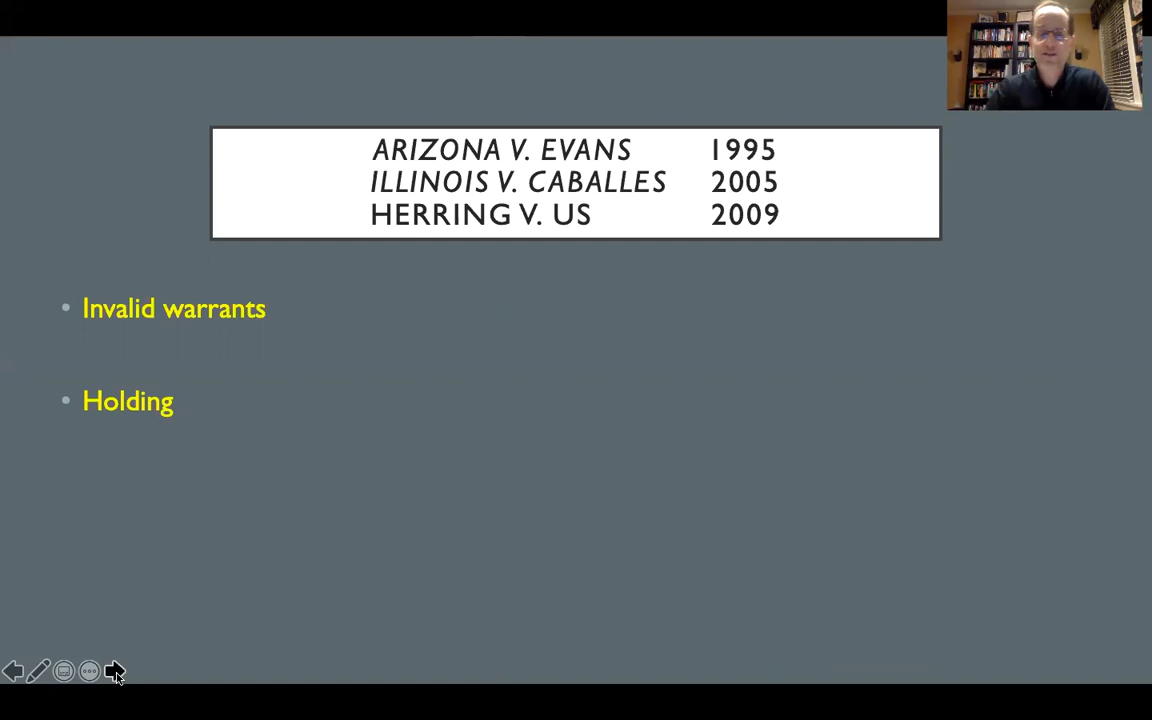 ARIZONA V. EVANS 1995
ILLINOIS V. CABALLES 2005
HERRING V. US 2009
• Invalid warrants
• Holding